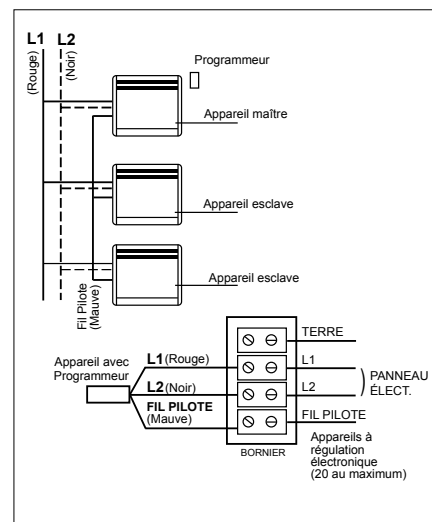 L1 L2
(Rouge)
(Noir)
Programmeur
Appareil maître
Appareil esclave
Appareil esclave
Fil Pilote
(Mauve)
TERRE
L1 (Rouge)
L1
Appareil avec
Programmeur
PANNEAU
ÉLECT.
L2 (Noir)
L2
FIL PILOTE
(Mauve)
FIL PILOTE
BORNIER
Appareils à
régulation
électronique
(20 au maximum)